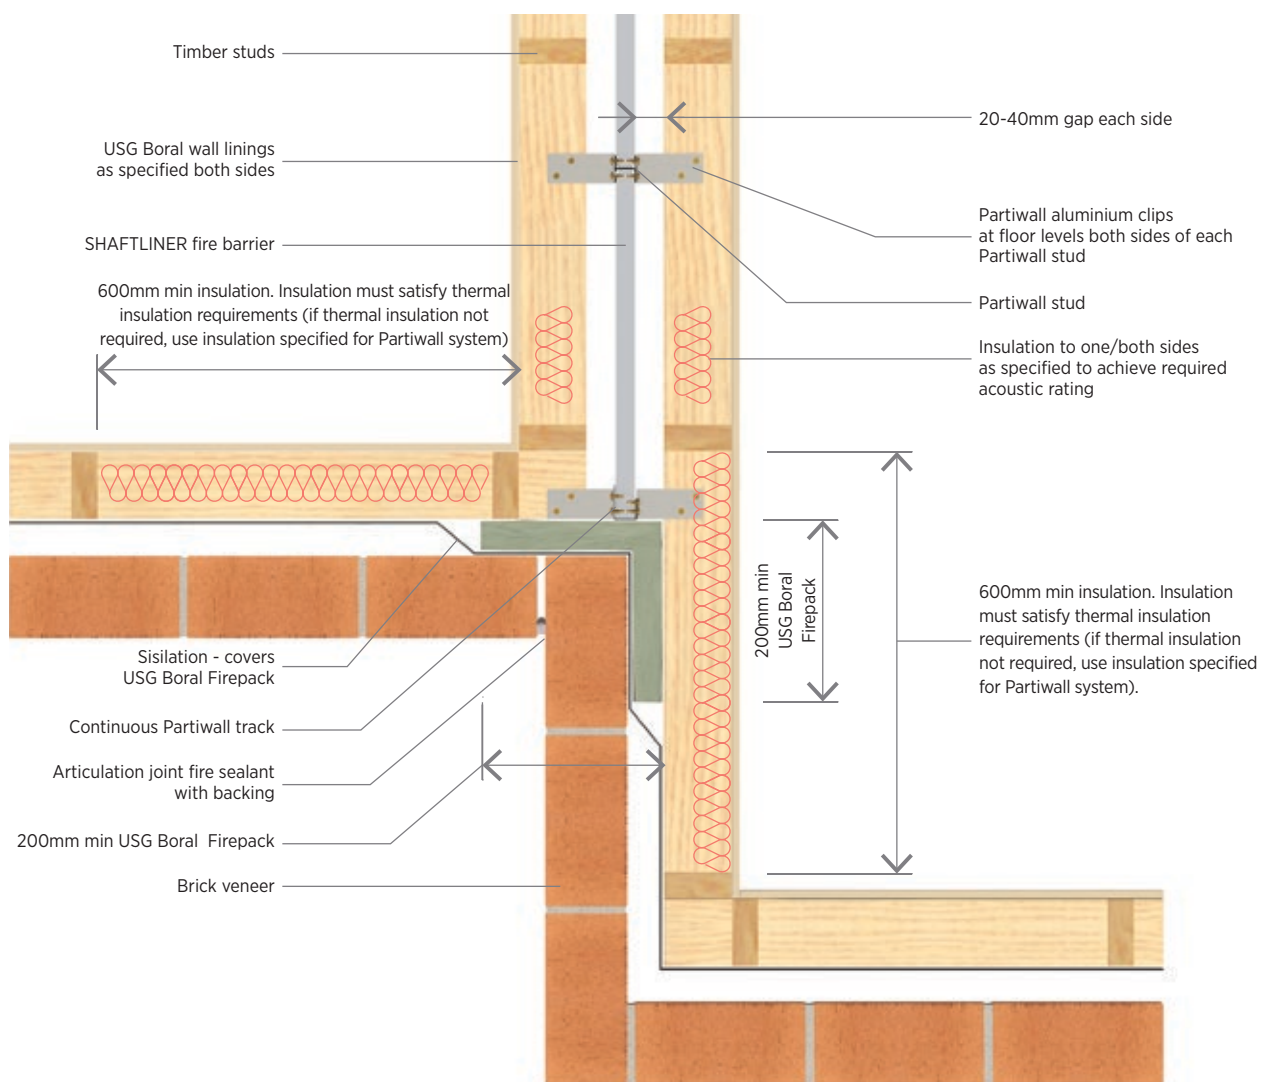 Timber studs
USG Boral wall linings
as specified both sides
SHAFTLINER fire barrier
600mm min insulation. Insulation must satisfy thermal
insulation requirements (if thermal insulation not
required, use insulation specified for Partiwall system)
20-40mm gap each side
Partiwall aluminium clips
at floor levels both sides of each
Partiwall stud
Partiwall stud
Insulation to one/both sides
as specified to achieve required
acoustic rating
200mm min
USG Boral
Firepack
600mm min insulation. Insulation
must satisfy thermal insulation
requirements (if thermal insulation
not required, use insulation specified
for Partiwall system).
Sisilation - covers
USG Boral Firepack
Continuous Partiwall track
Articulation joint fire sealant
with backing
200mm min USG Boral  Firepack
Brick veneer